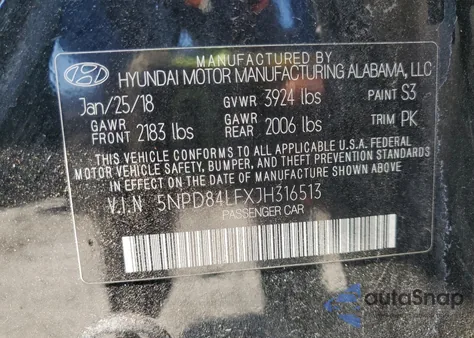 MANUFACTURED BY
HYUNDAI MOTOR MANUFACTURING ALABAMA, LLC
Jan/25/18 GVWR 3924 lbs PAINT S3
GAWR FRONT 2183 lbs GAWR REAR 2006 lbs TRIM PK
THIS VEHICLE CONFORMS TO ALL APPLICABLE U.S.A. FEDERAL
MOTOR VEHICLE SAFETY, BUMPER, AND THEFT PREVENTION STANDARDS
IN EFFECT ON THE DATE OF MANUFACTURE SHOWN ABOVE.
V.I.N 5NPD84LFXJH316513
PASSENGER CAR
autoSnap